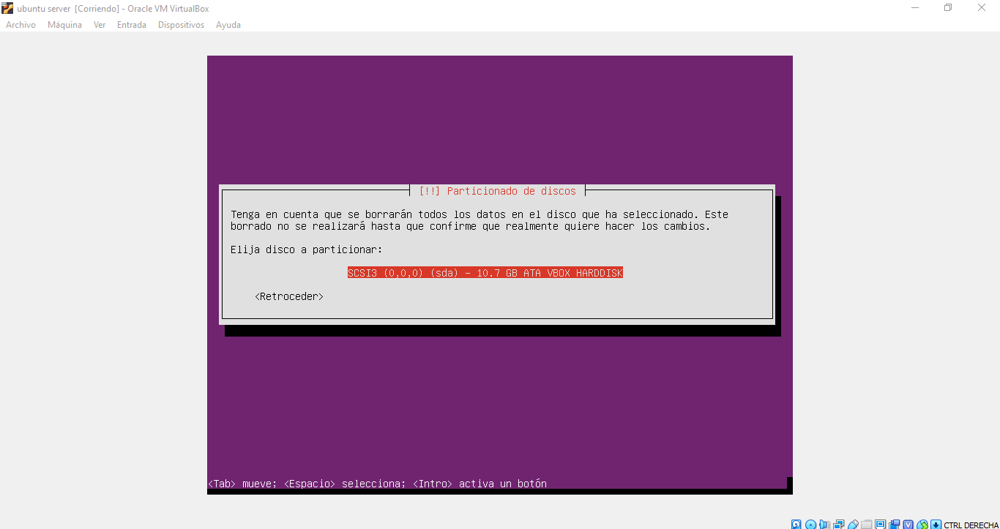 ubuntu server [Corriendo] - Oracle VM VirtualBox
Archivo Máquina Ver Entrada Dispositivos Ayuda
[!!] Particionado de discos
Tenga en cuenta que se borrarán todos los datos en el disco que ha seleccionado. Este
borrado no se realizará hasta que confirme que realmente quiere hacer los cambios.
Elija disco a particionar:
SCSI3 (0,0,0) (sda) - 10.7 GB ATA VBOX HARDDISK
<Retroceder>
<Tab> mueve; <Espacio> selecciona; <Intro> activa un botón
CTRL DERECHA